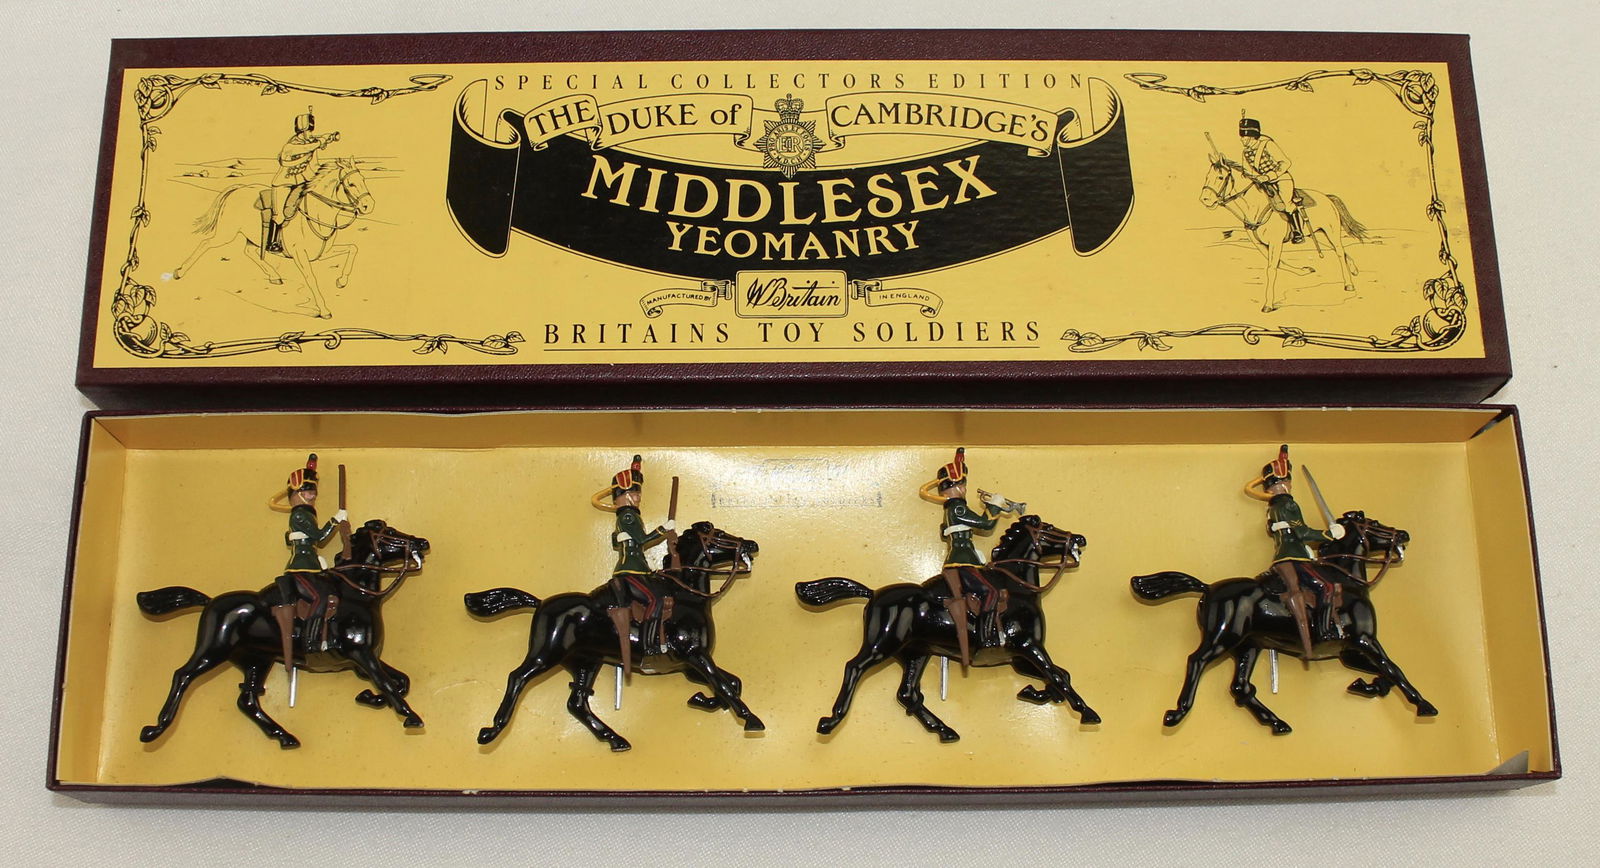 SPECIAL COLLECTORS EDITION
THE DUKE of CAMBRIDGE'S
MIDDLESEX
YEOMANRY
MANUFACTURED BY
W Britain
IN ENGLAND
BRITAINS TOY SOLDIERS